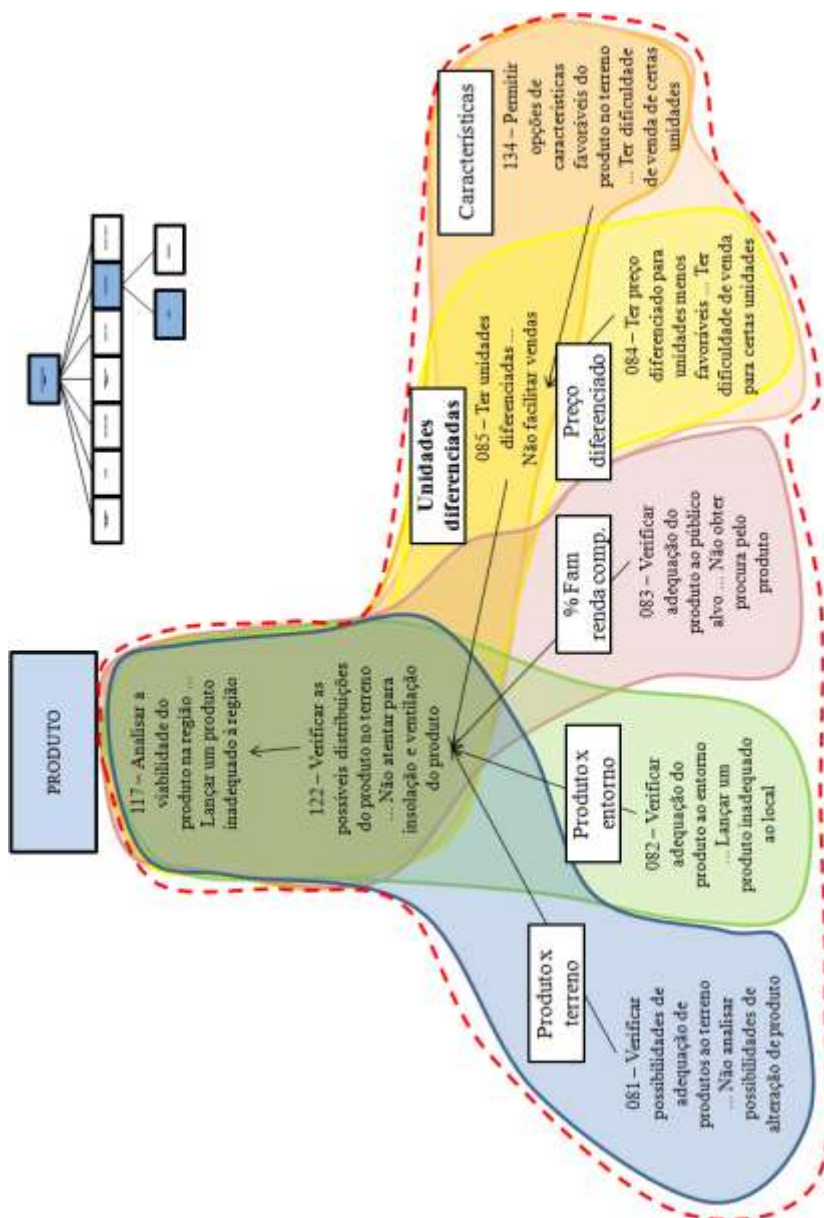 PRODUTO
117 – Analisar a
viabilidade do
produto na região ...
Lançar um produto
inadequado à região
122 – Verificar as
possíveis distribuições
do produto no terreno
... Não atentar para
insolação e ventilação
do produto
Unidades
diferenciadas
085 – Ter unidades
diferenciadas ...
Não facilitar vendas
Características
134 – Permitir
opções de
características
favoráveis do
produto no terreno
... Ter dificuldade
de venda de certas
unidades
Produto x
terreno
081 – Verificar
possibilidades de
adequação de
produtos ao terreno
... Não analisar
possibilidades de
alteração de produto
Produto x
entorno
082 – Verificar
adequação do
produto ao entorno
... Lançar um
produto inadequado
ao local
% Fam
renda comp.
083 – Verificar
adequação do
produto ao público
alvo ... Não obter
procura pelo
produto
Preço
diferenciado
084 – Ter preço
diferenciado para
unidades menos
favoráveis ... Ter
dificuldade de venda
para certas unidades